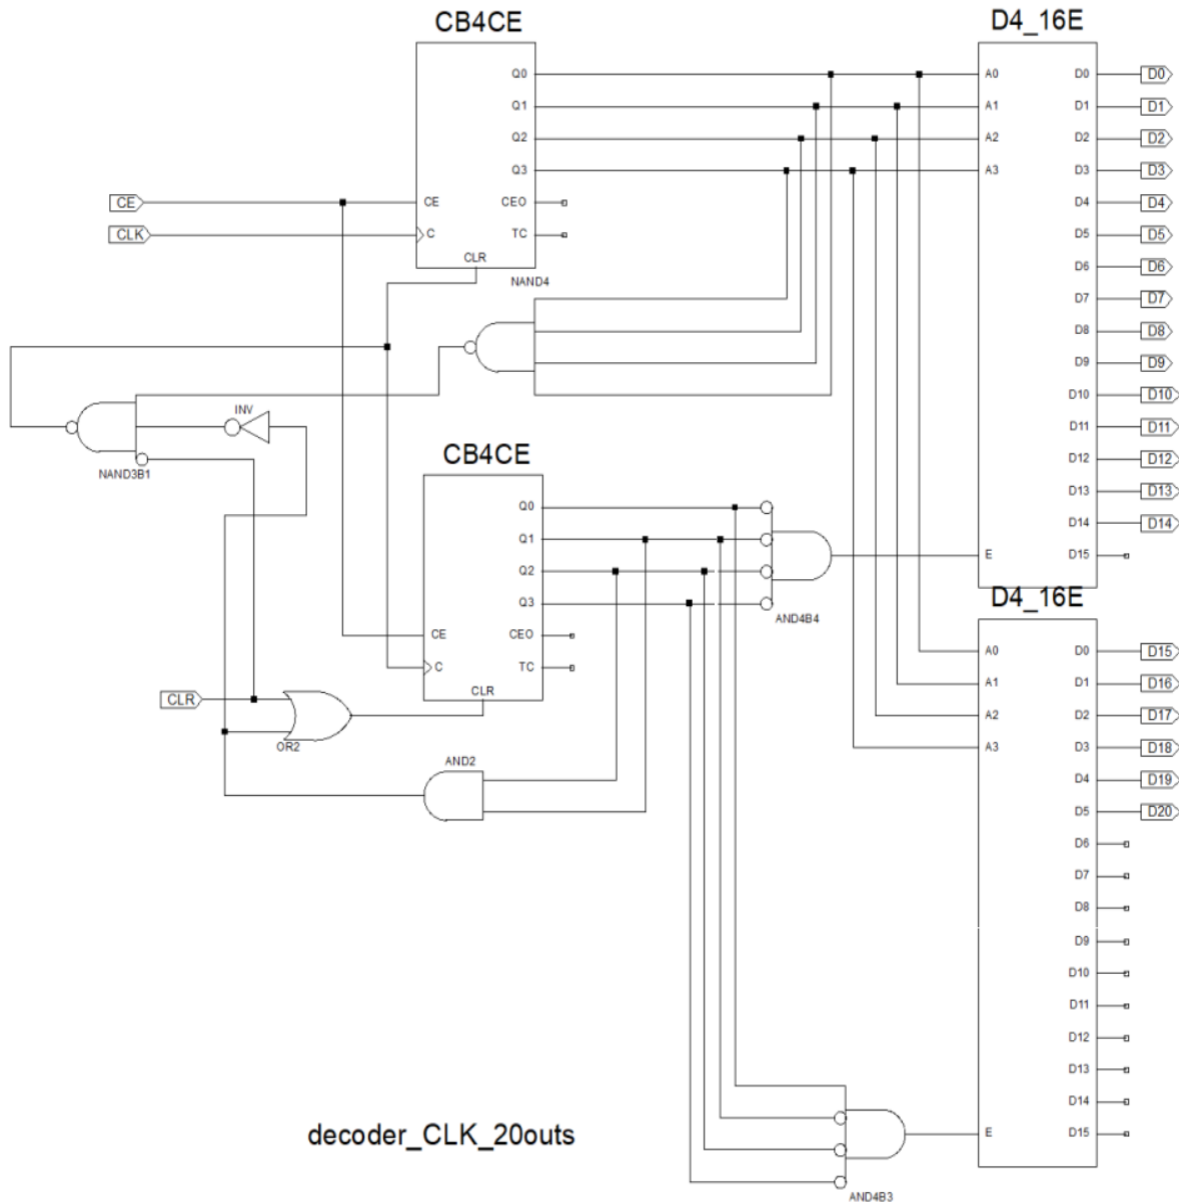 CB4CE
D4_16E
Q0
A0
D0
D0
Q1
A1
D1
D1
Q2
A2
D2
D2
Q3
A3
D3
D3
CE
CE
CEO
D4
D4
CLK
C
TC
D5
D5
CLR
D6
D6
NAND4
D7
D7
D8
D8
D9
D9
D10
D10
INV
D11
D11
CB4CE
D12
D12
NAND3B1
D13
D13
Q0
D14
D14
Q1
E
D15
Q2
D4_16E
Q3
AND4B4
CE
CEO
A0
D0
D15
C
TC
A1
D1
D16
CLR
CLR
A2
D2
D17
OR2
A3
D3
D18
AND2
D4
D19
D5
D20
D6
D7
D8
D9
D10
D11
D12
D13
D14
decoder_CLK_20outs
E
D15
AND4B3